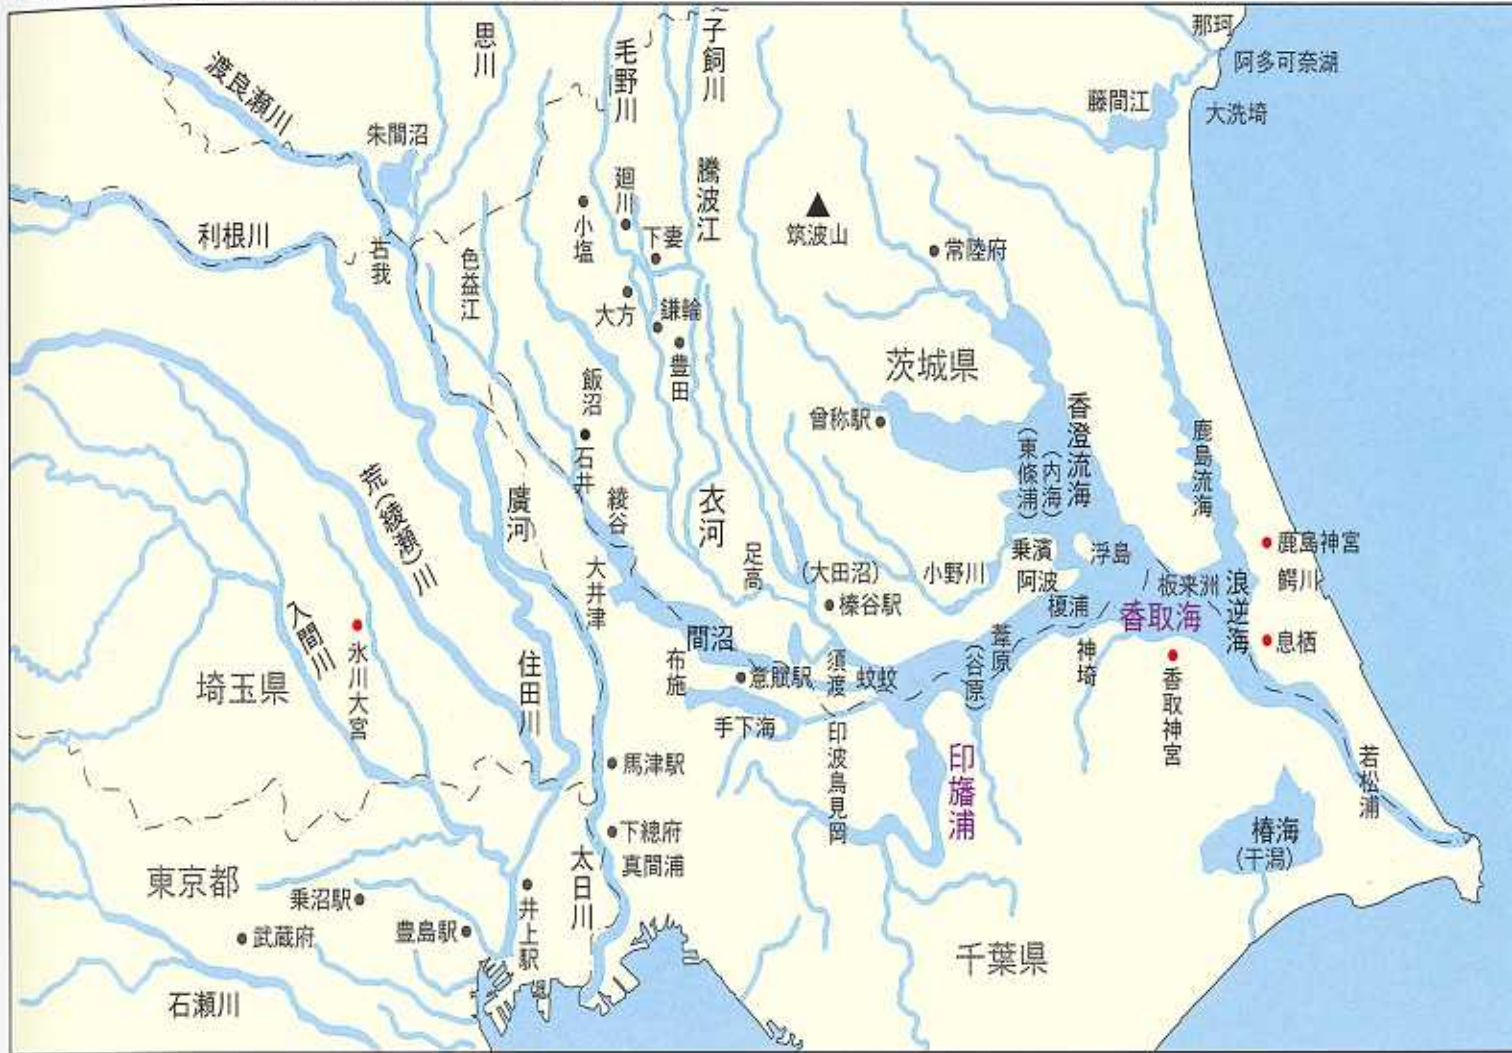 那珂
阿多可奈湖
大洗埼
藤間江
思川
毛野川
子飼川
渡良瀬川
朱間沼
廻川
騰波江
筑波山
小塩
下妻
常陸府
利根川
古我
色益江
大方
鎌輪
豊田
茨城県
飯沼
曾称駅
香澄流海
(内海)
(東條浦)
鹿島流海
石井
綾谷
衣河
荒(綾瀬)川
廣河
足高
(大田沼)
小野川
乗濱
浮島
阿波
鹿島神宮
鰐川
板来洲
浪逆海
大井津
榛谷駅
榎浦
香取海
入間川
氷川大宮
間沼
葦原
(谷原)
神埼
息栖
布施
意賦駅
須渡
蚊蚊
香取神宮
埼玉県
住田川
手下海
印波鳥見岡
印旛浦
馬津駅
若松浦
椿海
(干潟)
下總府
真間浦
太日川
東京都
乗沼駅
井上駅
武蔵府
豊島駅
千葉県
石瀬川